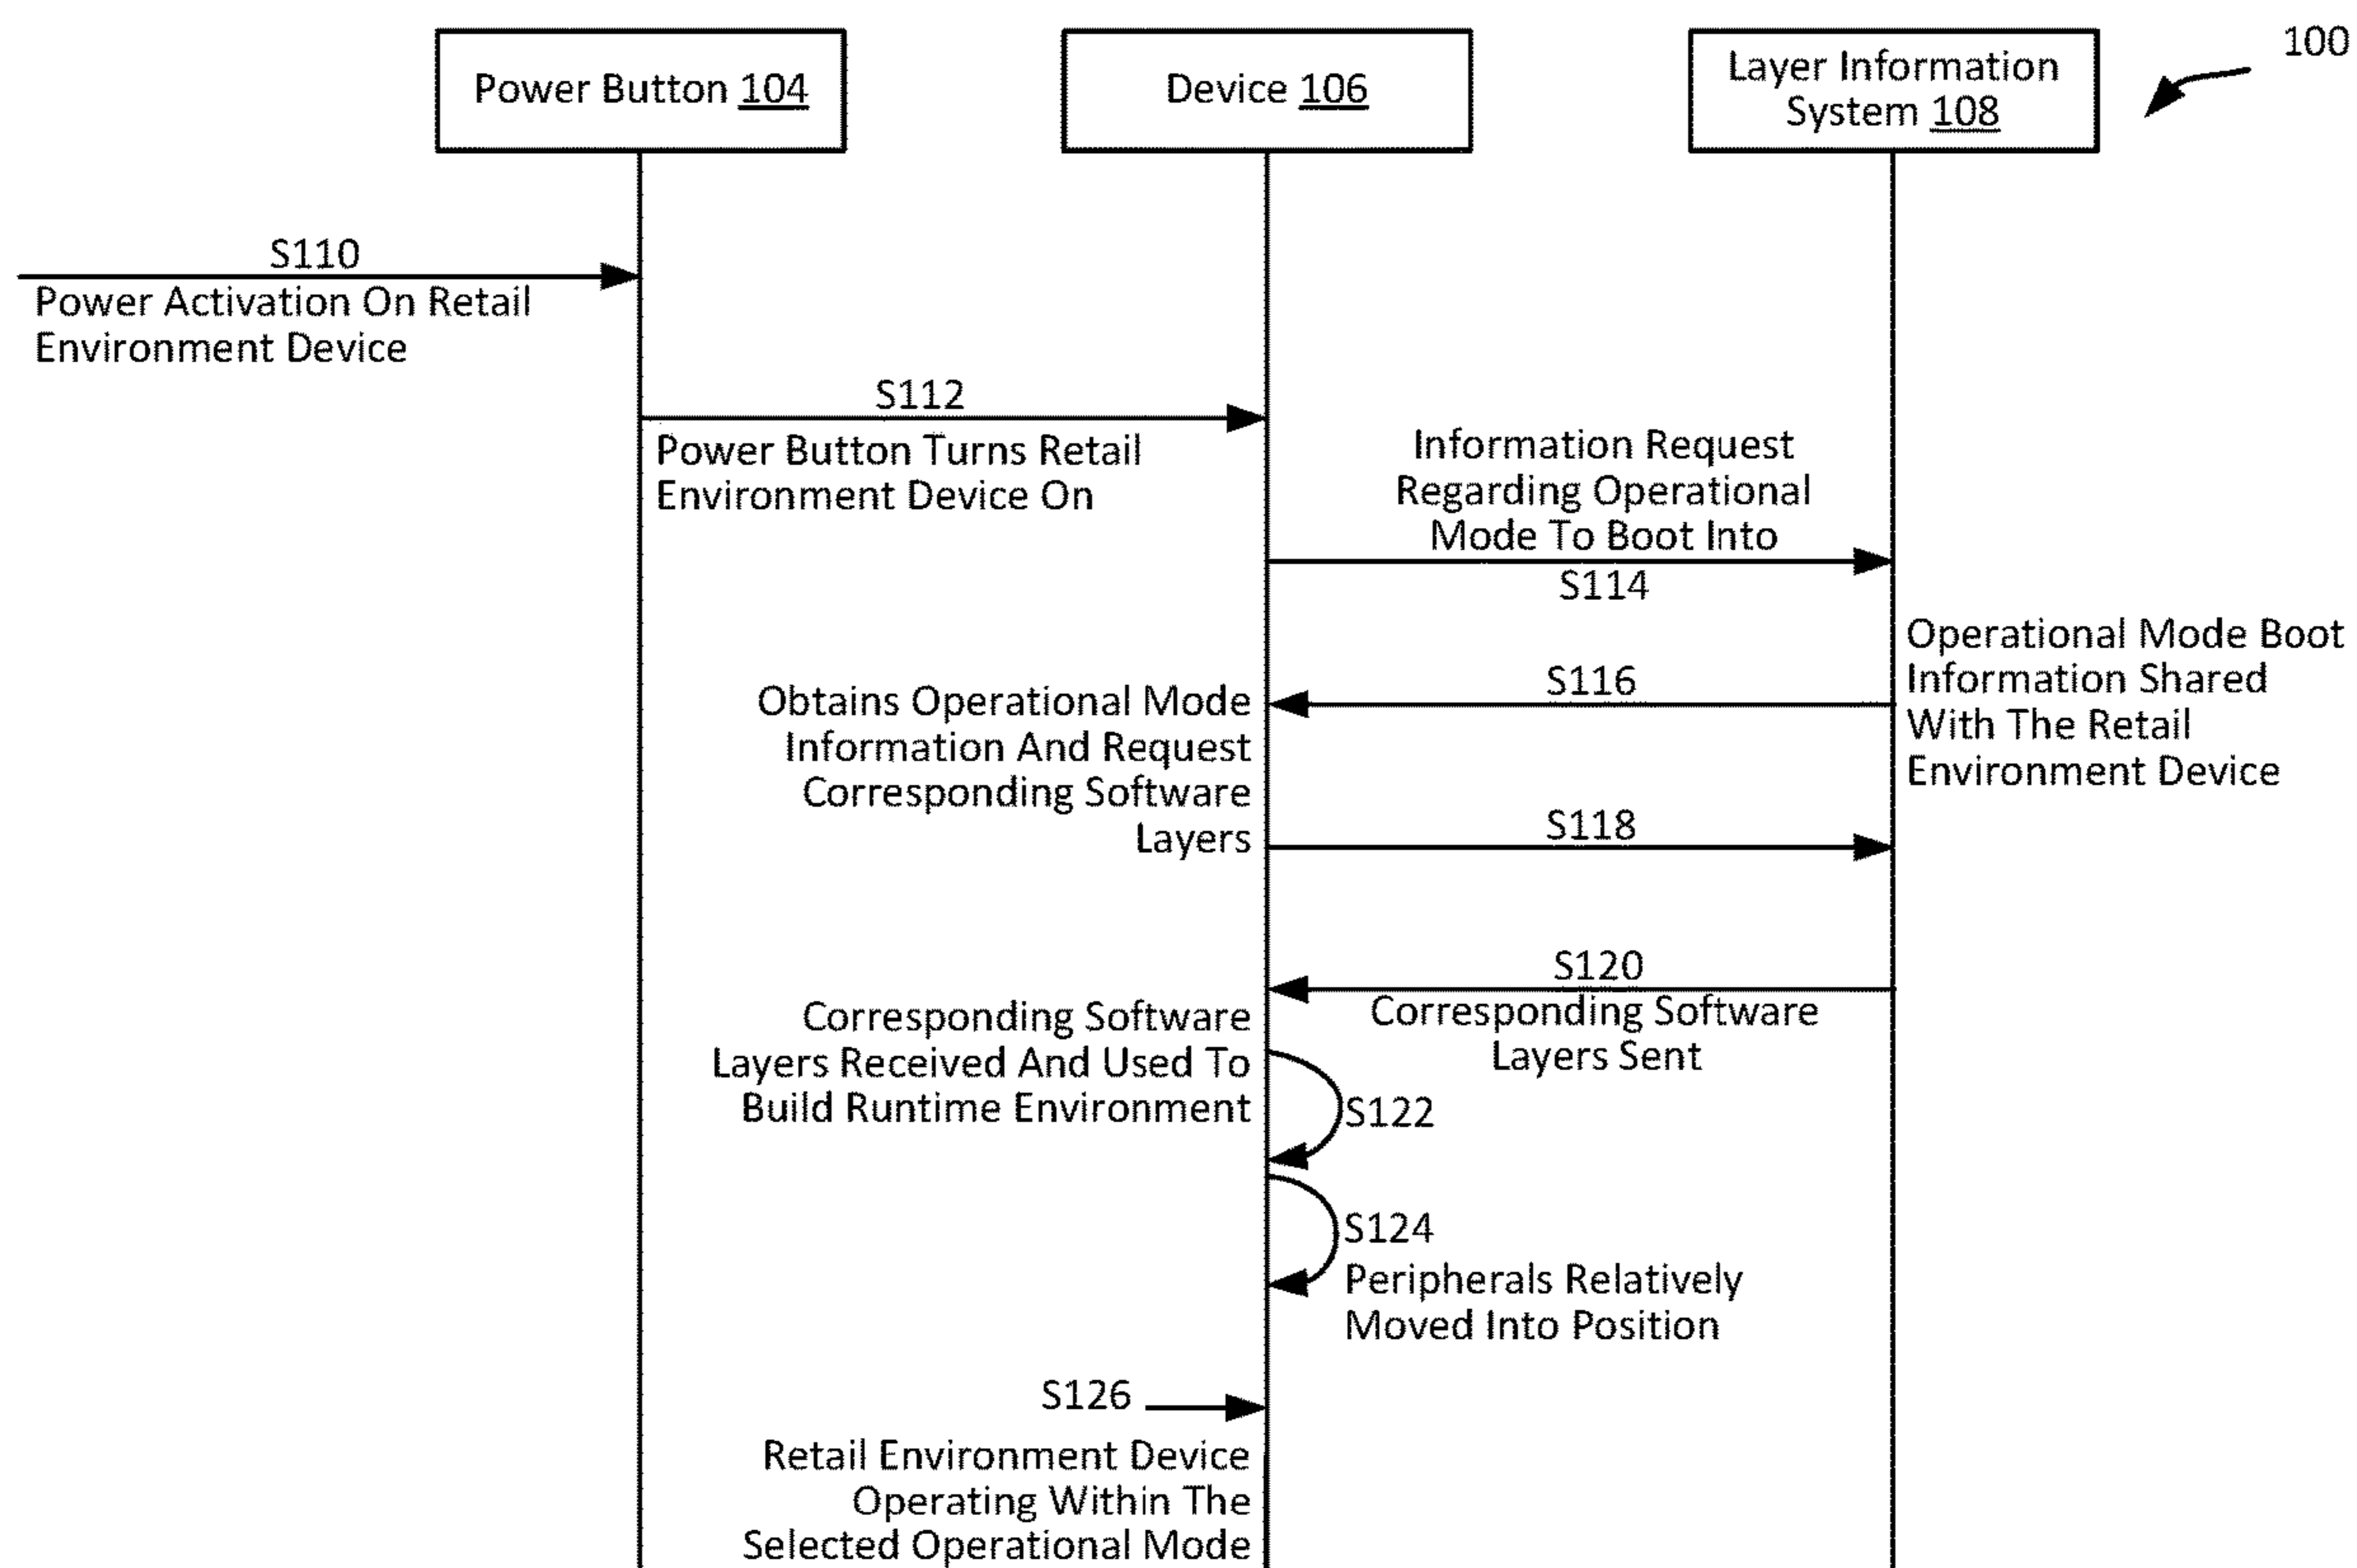 100
Power Button 104
Device 106
Layer Information
System 108
S110
Power Activation On Retail
Environment Device
S112
Power Button Turns Retail
Environment Device On
Information Request
Regarding Operational
Mode To Boot Into
S114
Operational Mode Boot
Information Shared
With The Retail
Environment Device
S116
Obtains Operational Mode
Information And Request
Corresponding Software
Layers
S118
S120
Corresponding Software
Layers Sent
Corresponding Software
Layers Received And Used To
Build Runtime Environment
S122
S124
Peripherals Relatively
Moved Into Position
S126
Retail Environment Device
Operating Within The
Selected Operational Mode